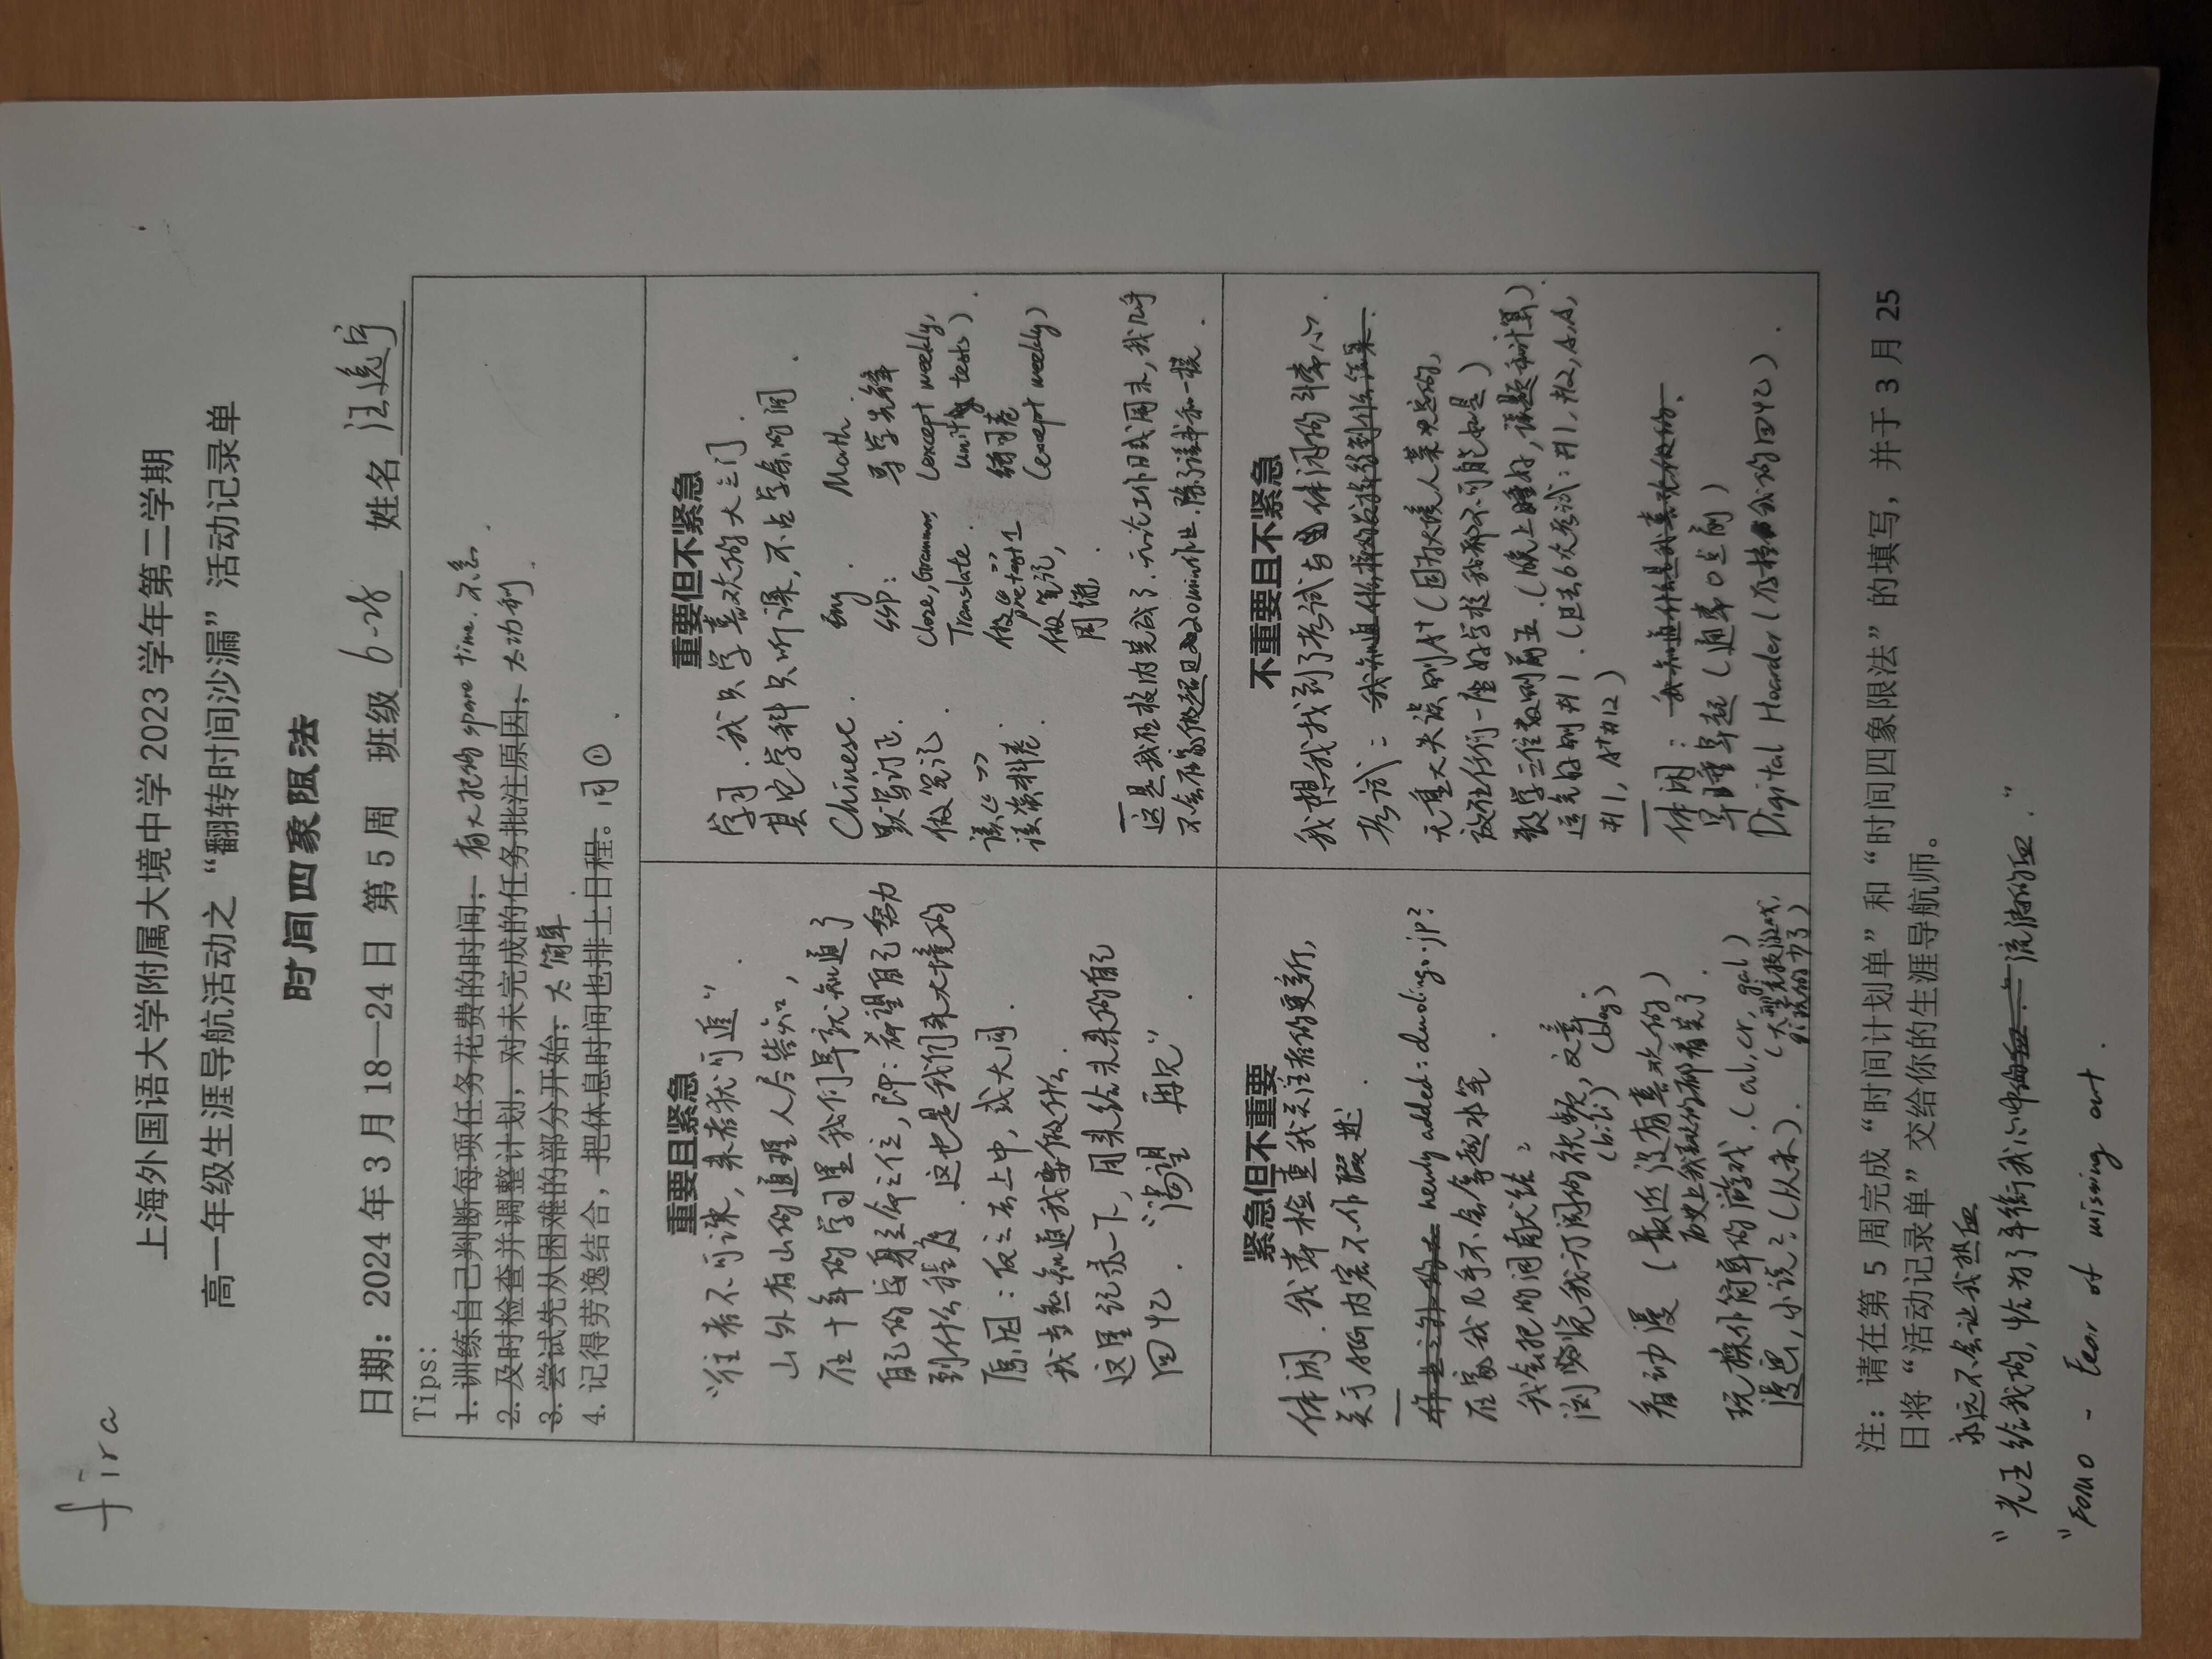 fira
上海外国语大学附属大境中学 2023 学年第二学期
高一年级生涯导航活动之“翻转时间沙漏”活动记录单
时间四象限法
日期：2024 年 3 月 18—24 日 第 5 周 班级 6-28 姓名 汪逸宁
Tips:
1. 训练自己判断每项任务花费的时间； 有大把的 spare time. 不急.
2. 及时检查并调整计划，对未完成的任务批注原因； 太功利.
3. 尝试先从困难的部分开始； 太简单.
4. 记得劳逸结合，把休息时间也排上日程。 同①.
重要且紧急
“往者不可谏，来者犹可追”.
山外有山的道理人尽皆知，
在十年的学习里我们早就知道了
自己的安身立命之位，即：希望自己努力
到什么程度. 这也是我们来大境的
原因：反之去上中，或大同.
我当然知道我要做什么.
这里记录一下，用来给未来的自己
回忆. “渴望 再见”.
重要但不紧急
学习. 我只学喜欢的大三门.
其它学科只听课，不占学余时间.
Chinese. Eng. Math.
默写订正. SSP: 导学先锋
做笔记. Cloze, Grammar, (except weekly,
Translate. unity tests).
读《 》. 做《 》 练习卷
读资料卷. pretest 1 (except weekly)
做笔记,
周练.
这是我在校内完成了. 无论工作日或周末，我几乎
不会在家做超过20min作业. 除了读书和一模.
紧急但不重要
休闲. 我常检查我关注者的更新，
关于ACG内容不作缀述.
作业之外的大 newly added: duolingo.jp?
在家我几乎不会拿起水笔.
我会把时间献给:
浏览我订阅的视频，文章.
(bili) (blog)
看动漫 (最近没有喜欢的)
历史上我喜欢的都看完了.
玩操作简单的游戏. (al, cr, gal)
漫画，小说? (从未). (大型竞技游戏,
玩的少了)
不重要且不紧急
我想我找到了考试与休闲的平常心.
考试: 我知道什么样的发挥得到什么结果.
无重大失误则A+ (因为大境人菜决定的,
放在任何一座好学校我都不可能如是)
数学三位数则前五. (晚上睡好，读题和计算)
运气好则#1. (过去6次考试: #1, #2, A, A,
#1, A+#12)
休闲: 我知道什么是我喜欢做的.
早睡早起 (通常0点前)
Digital Hoarder (存档我的回忆).
注：请在第 5 周完成“时间计划单”和“时间四象限法”的填写，并于 3 月 25
日将“活动记录单”交给你的生涯导航师。
永远不会让我热血
“老王给我的，恰为了平衡我心中的血. “流淌的血.”
“FOMO - Fear of missing out.